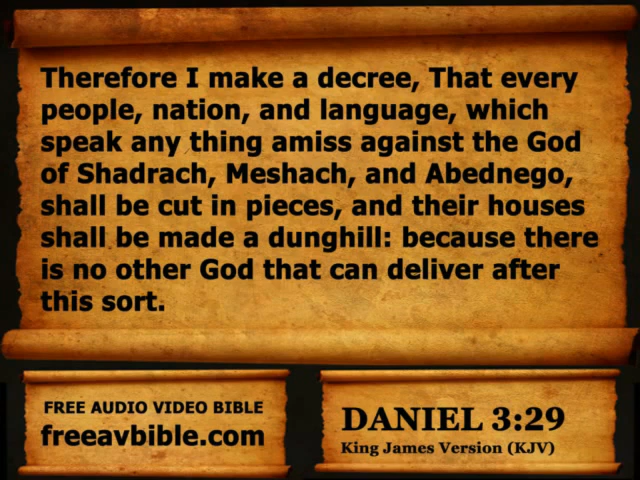 Therefore I make a decree, That every
people, nation, and language, which
speak any thing amiss against the God
of Shadrach, Meshach, and Abednego,
shall be cut in pieces, and their houses
shall be made a dunghill: because there
is no other God that can deliver after
this sort.
FREE AUDIO VIDEO BIBLE
freeavbible.com
DANIEL 3:29
King James Version (KJV)